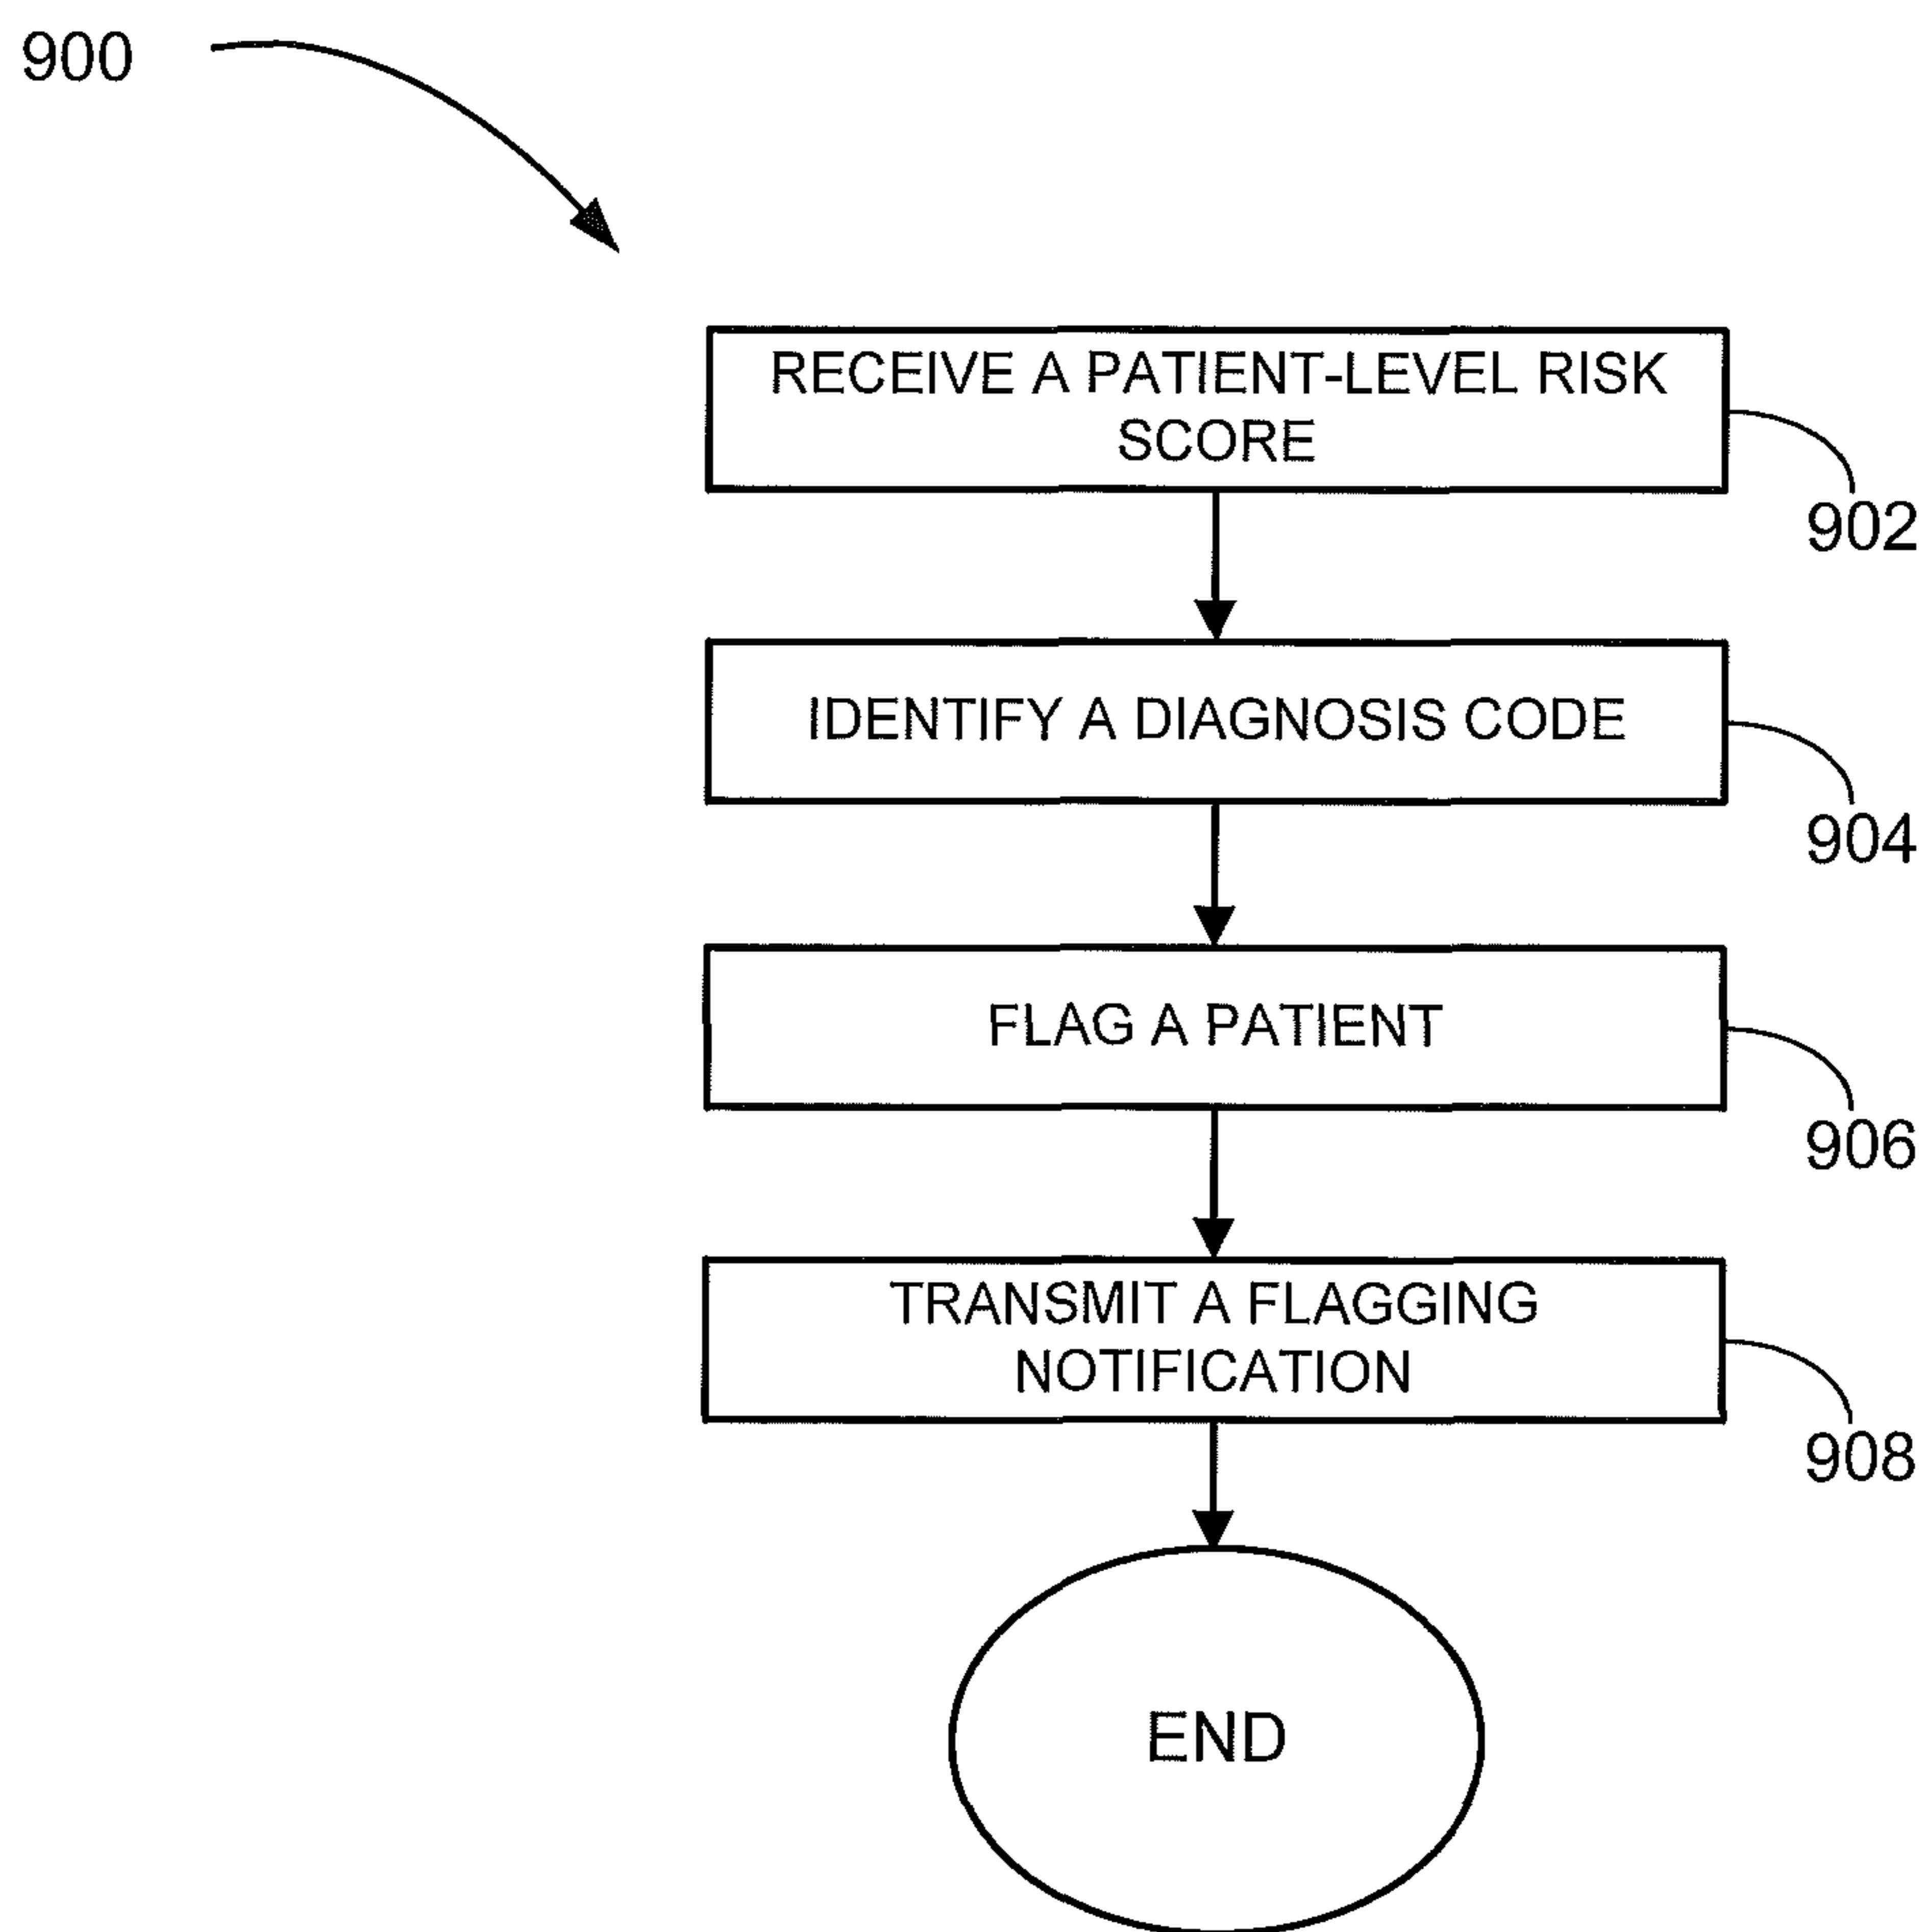 900
RECEIVE A PATIENT-LEVEL RISK
SCORE
902
IDENTIFY A DIAGNOSIS CODE
904
FLAG A PATIENT
906
TRANSMIT A FLAGGING
NOTIFICATION
908
END